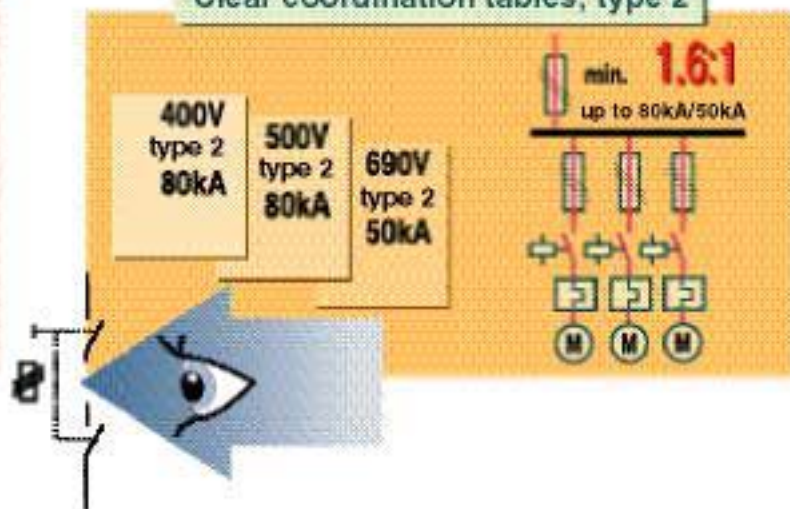 Clear coordination tables, type 2
400V
type 2
80kA
500V
type 2
80kA
690V
type 2
50kA
min. 1.6:1
up to 80kA/50kA
M M M